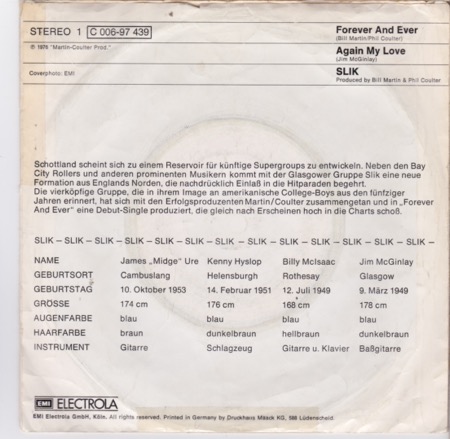 STEREO 1 C 006-97 439
℗ 1976 "Martin-Coulter Prod."
Coverphoto: EMI
Forever And Ever
(Bill Martin/Phil Coulter)
Again My Love
(Jim McGinlay)
SLIK
Produced by Bill Martin & Phil Coulter
Schottland scheint sich zu einem Reservoir für künftige Supergroups zu entwickeln. Neben den Bay
City Rollers und anderen prominenten Musikern kommt mit der Glasgower Gruppe Slik eine neue
Formation aus Englands Norden, die nachdrücklich Einlaß in die Hitparaden begehrt.
Die vierköpfige Gruppe, die in ihrem Image an amerikanische College-Boys aus den fünfziger
Jahren erinnert, hat sich mit den Erfolgsproduzenten Martin/Coulter zusammengetan und in „Forever
And Ever" eine Debut-Single produziert, die gleich nach Erscheinen hoch in die Charts schoß.
SLIK – SLIK – SLIK – SLIK – SLIK – SLIK – SLIK – SLIK – SLIK – SLIK – SLIK – SLIK – SLIK –
NAME James „Midge" Ure Kenny Hyslop Billy McIsaac Jim McGinlay
GEBURTSORT Cambuslang Helensburgh Rothesay Glasgow
GEBURTSTAG 10. Oktober 1953 14. Februar 1951 12. Juli 1949 9. März 1949
GRÖSSE 174 cm 176 cm 168 cm 178 cm
AUGENFARBE blau blau blau blau
HAARFARBE braun dunkelbraun hellbraun dunkelbraun
INSTRUMENT Gitarre Schlagzeug Gitarre u. Klavier Baßgitarre
EMI ELECTROLA
EMI Electrola GmbH, Köln. All rights reserved. Printed in Germany by Druckhaus Maack KG, 588 Lüdenscheid.